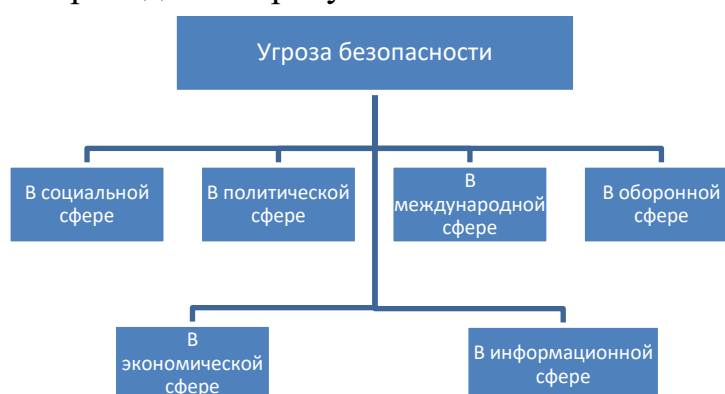 Угроза безопасности
В социальной
сфере
В политической
сфере
В
международной
сфере
В оборонной
сфере
В
экономической
сфере
В информационной
сфере